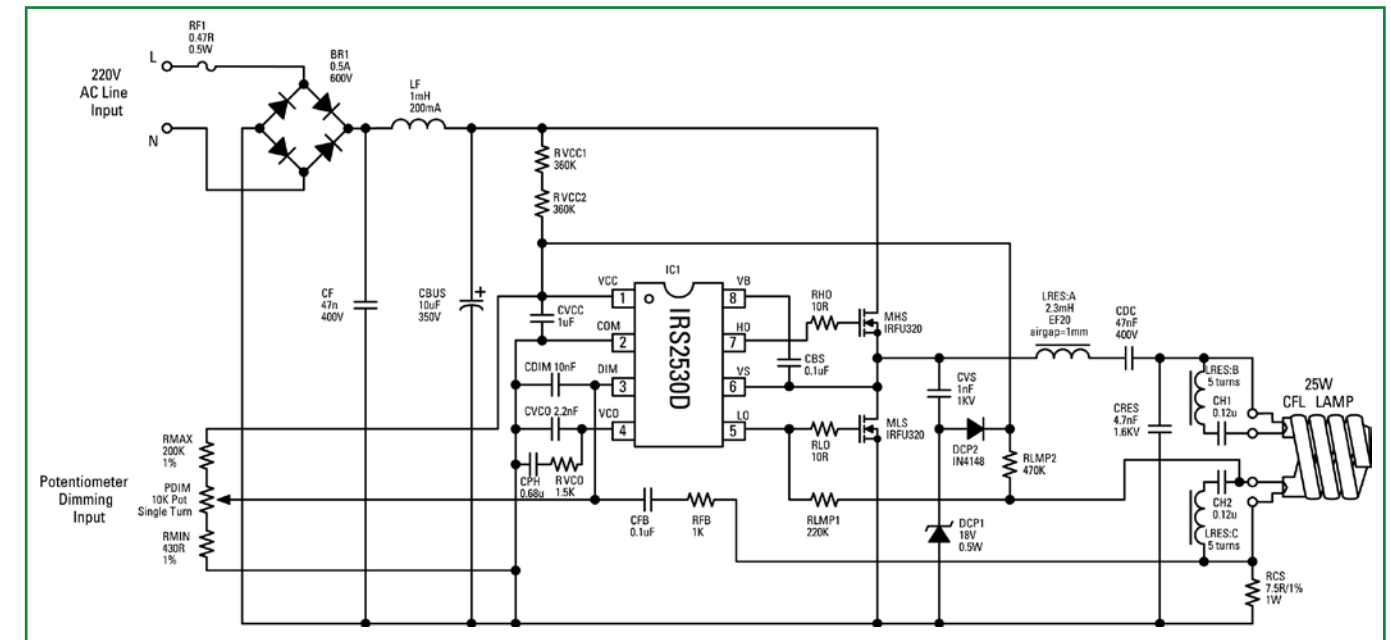 RF1
0.47R
0.5W
L
220V
AC Line
Input
N
BR1
0.5A
600V
LF
1mH
200mA
RVCC1
360K
RVCC2
360K
CF
47n
400V
CBUS
10uF
350V
+
IC1
VCC
1
CVCC
1uF
COM
2
CDIM 10nF
DIM
3
CVCO 2.2nF
VCO
4
IRS2530D
VB
8
HO
7
VS
6
LO
5
CPH
0.68u
RVCO
1.5K
RHO
10R
MHS
IRFU320
CBS
0.1uF
MLS
IRFU320
RLO
10R
CVS
1nF
1KV
DCP2
IN4148
LRES:A
2.3mH
EF20
airgap=1mm
CDC
47nF
400V
LRES:B
5 turns
CH1
0.12u
25W
CFL LAMP
CRES
4.7nF
1.6KV
RLMP2
470K
CH2
0.12u
LRES:C
5 turns
RMAX
200K
1%
Potentiometer
Dimming
Input
PDIM
10K Pot
Single Turn
RMIN
430R
1%
CFB
0.1uF
RFB
1K
RLMP1
220K
DCP1
18V
0.5W
RCS
7.5R/1%
1W